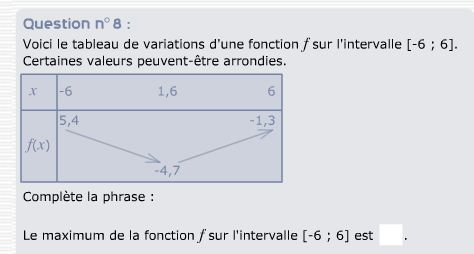 Question n°8 :
Voici le tableau de variations d'une fonction f sur l'intervalle [-6 ; 6].
Certaines valeurs peuvent-être arrondies.
x -6 1,6 6
5,4 -1,3
f(x)
-4,7
Complète la phrase :
Le maximum de la fonction f sur l'intervalle [-6 ; 6] est .